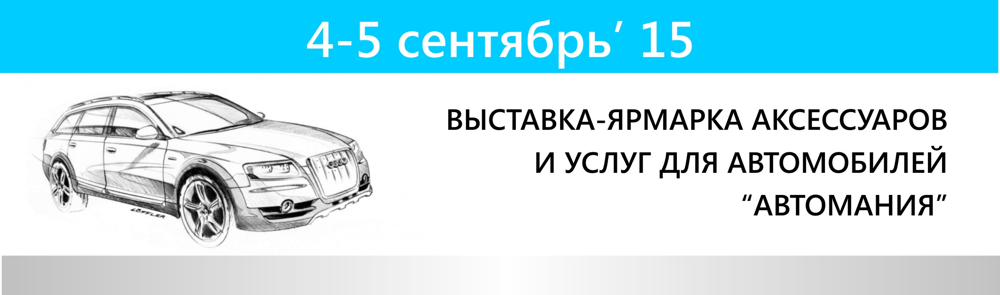 4-5 сентябрь’ 15
ВЫСТАВКА-ЯРМАРКА АКСЕССУАРОВ
И УСЛУГ ДЛЯ АВТОМОБИЛЕЙ
“АВТОМАНИЯ”
LÖFFLER